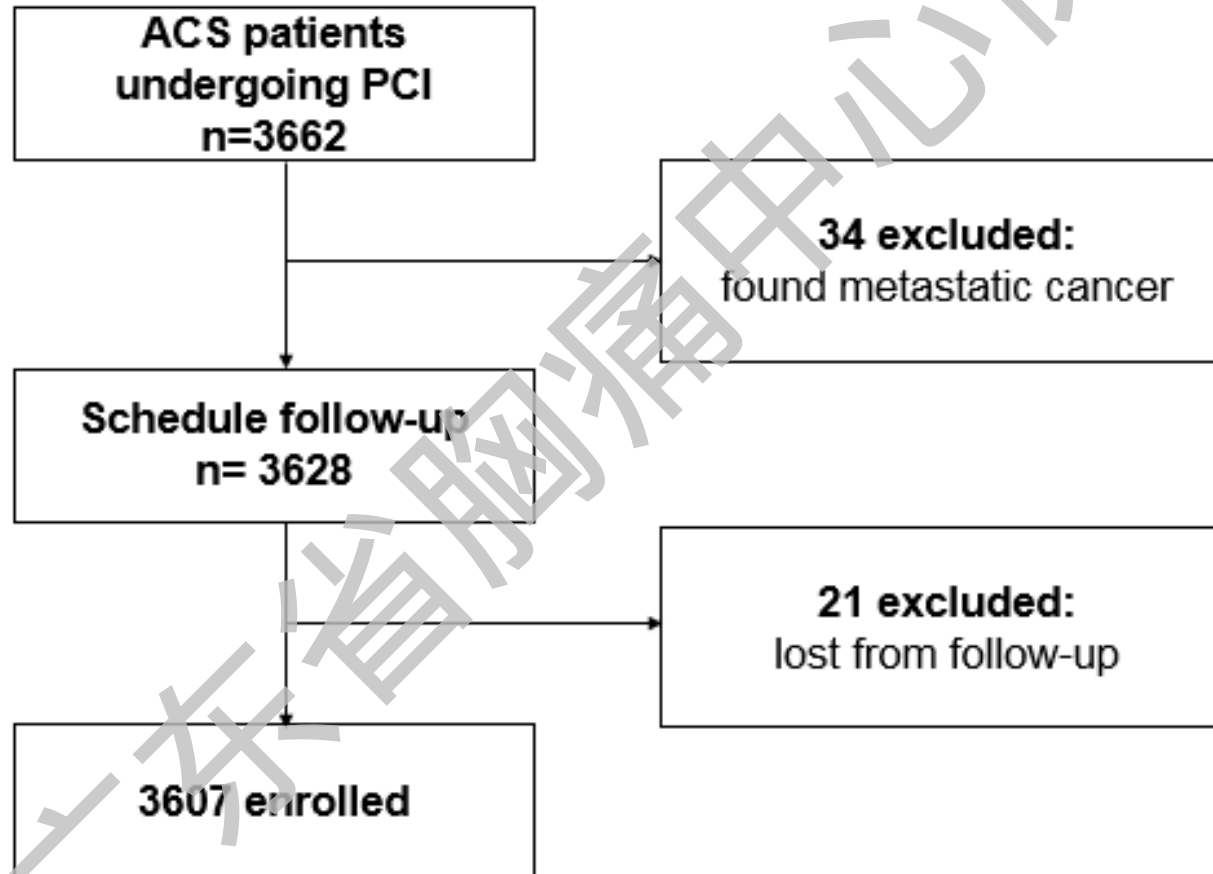 ACS patients
undergoing PCI
n=3662
34 excluded:
found metastatic cancer
Schedule follow-up
n= 3628
21 excluded:
lost from follow-up
3607 enrolled
广东省胸痛中心